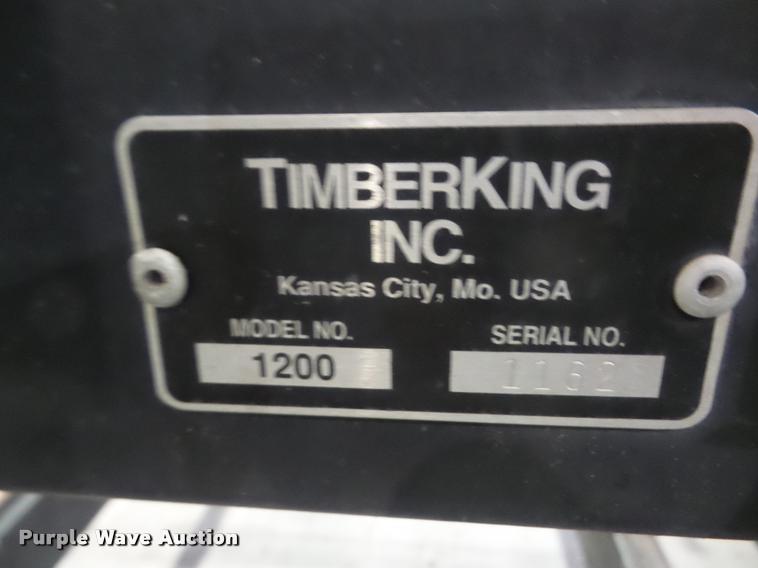 TIMBERKING
INC.
Kansas City, Mo. USA
MODEL NO.
1200
SERIAL NO.
1162
Purple Wave Auction